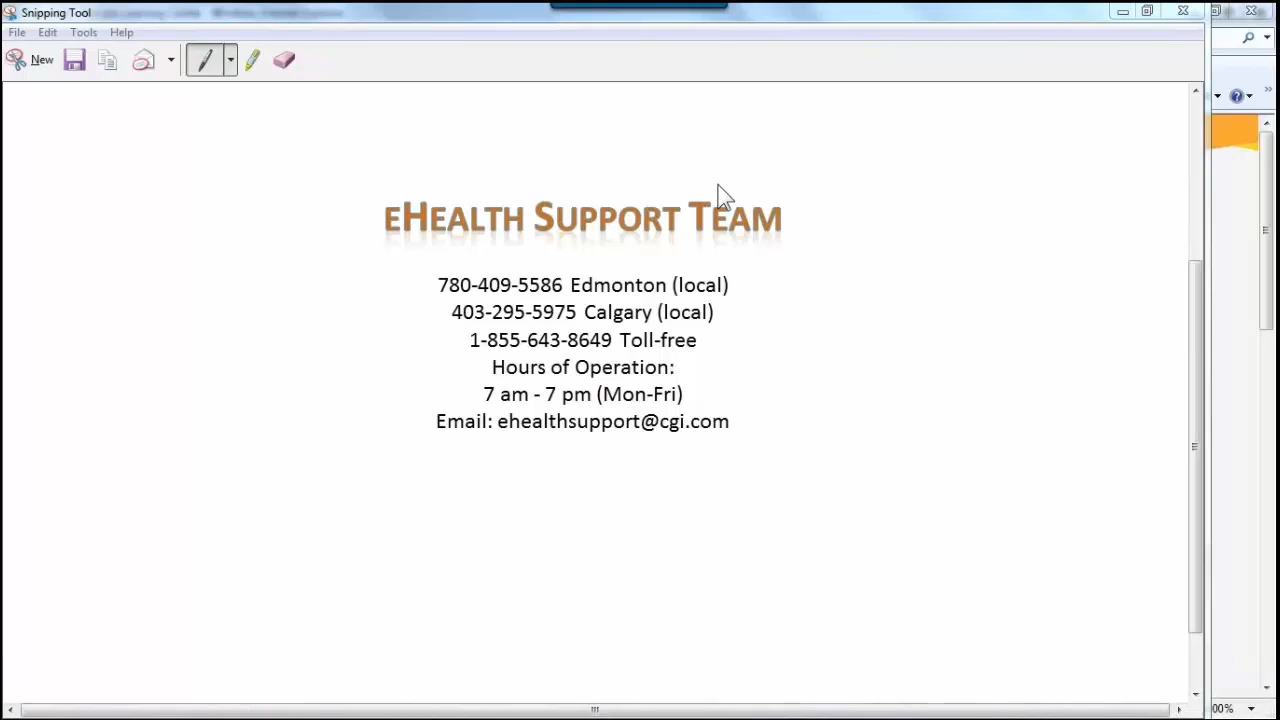 Snipping Tool
File Edit Tools Help
New
EHEALTH SUPPORT TEAM
780-409-5586 Edmonton (local)
403-295-5975 Calgary (local)
1-855-643-8649 Toll-free
Hours of Operation:
7 am - 7 pm (Mon-Fri)
Email: ehealthsupport@cgi.com
00%